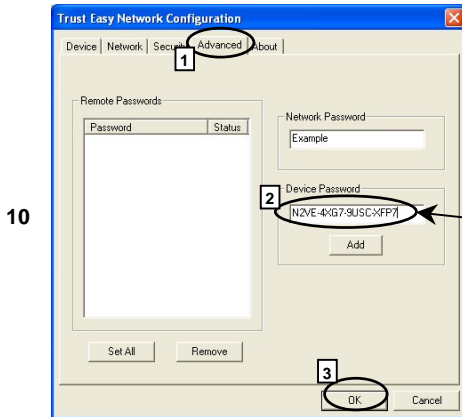 Trust Easy Network Configuration
Device Network Security Advanced About
1
Remote Passwords
Password Status
Network Password
Example
Device Password
2
N2VE-4XG7-9USC-XFP7
Add
10
Set All Remove
3
OK Cancel